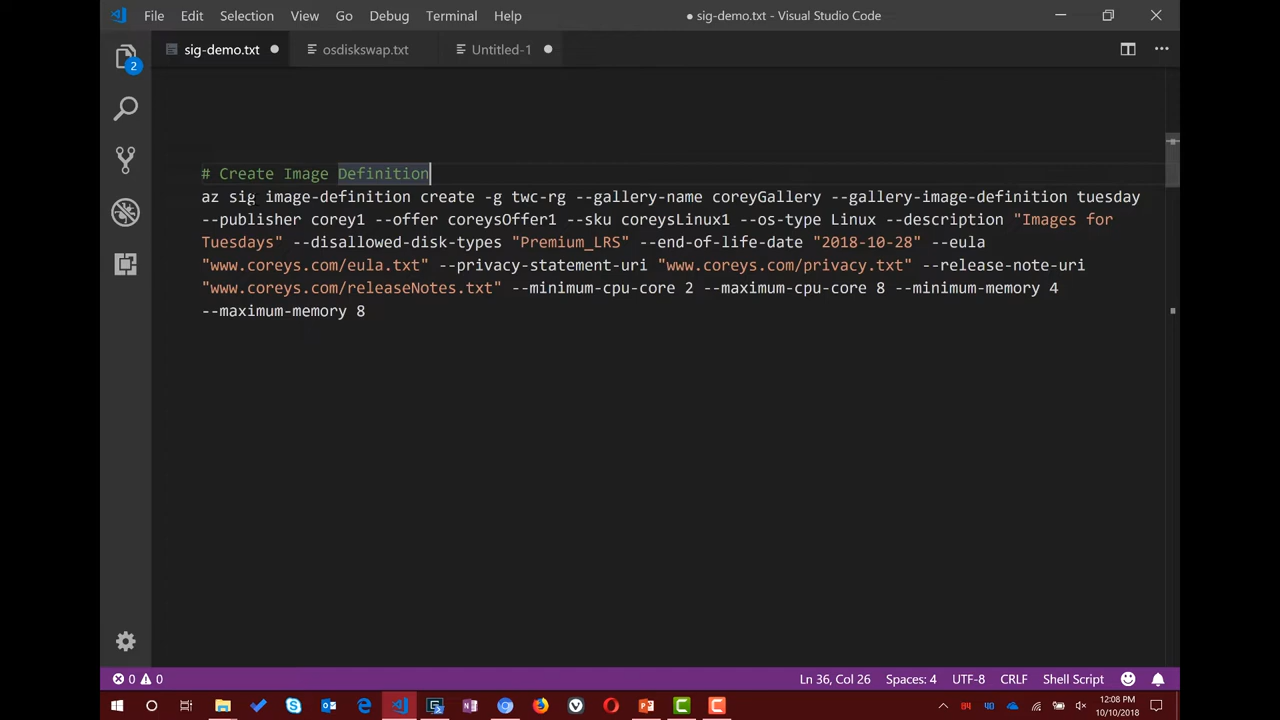 File Edit Selection View Go Debug Terminal Help
● sig-demo.txt - Visual Studio Code
sig-demo.txt
osdiskswap.txt
Untitled-1
2
# Create Image Definition
az sig image-definition create -g twc-rg --gallery-name coreyGallery --gallery-image-definition tuesday
--publisher corey1 --offer coreysOffer1 --sku coreysLinux1 --os-type Linux --description "Images for
Tuesdays" --disallowed-disk-types "Premium_LRS" --end-of-life-date "2018-10-28" --eula
"www.coreys.com/eula.txt" --privacy-statement-uri "www.coreys.com/privacy.txt" --release-note-uri
"www.coreys.com/releaseNotes.txt" --minimum-cpu-core 2 --maximum-cpu-core 8 --minimum-memory 4
--maximum-memory 8
0 0
Ln 36, Col 26
Spaces: 4
UTF-8
CRLF
Shell Script
12:08 PM
10/10/2018